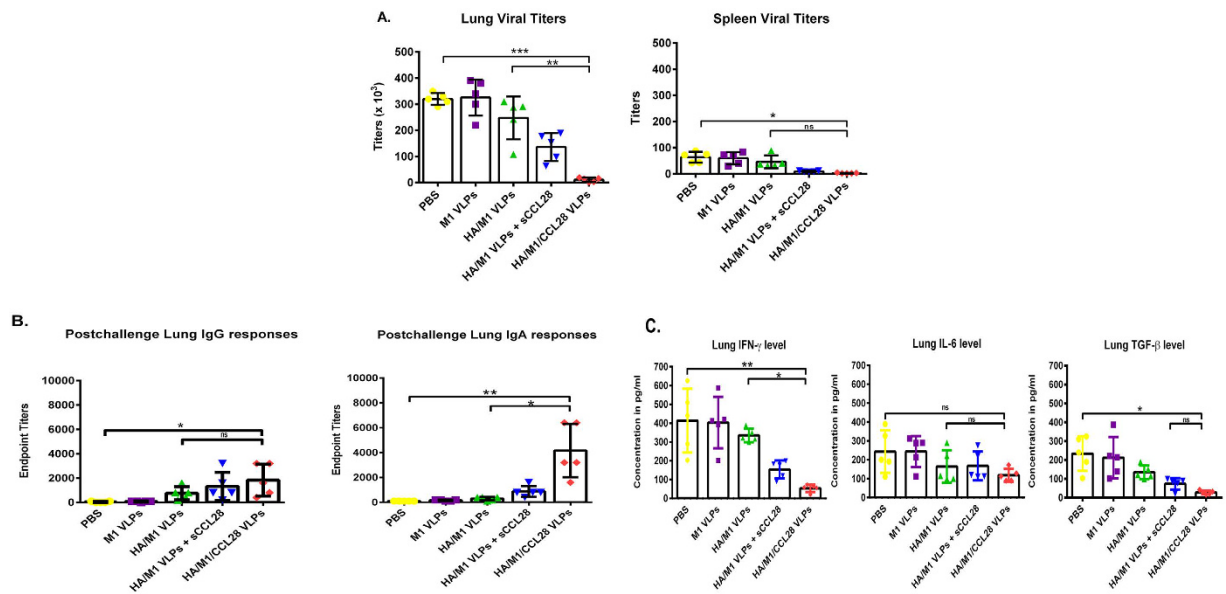 A.
Lung Viral Titers
Titers (x 10³)
500
400
300
200
100
0
***
**
PBS
M1 VLPs
HA/M1 VLPs
HA/M1 VLPs + sCCL28
HA/M1/CCL28 VLPs
Spleen Viral Titers
Titers
500
400
300
200
100
0
*
ns
PBS
M1 VLPs
HA/M1 VLPs
HA/M1 VLPs + sCCL28
HA/M1/CCL28 VLPs
B.
Postchallenge Lung IgG responses
Endpoint Titers
10000
8000
6000
4000
2000
0
*
ns
PBS
M1 VLPs
HA/M1 VLPs
HA/M1 VLPs + sCCL28
HA/M1/CCL28 VLPs
Postchallenge Lung IgA responses
Endpoint Titers
10000
8000
6000
4000
2000
0
**
*
PBS
M1 VLPs
HA/M1 VLPs
HA/M1 VLPs + sCCL28
HA/M1/CCL28 VLPs
C.
Lung IFN-γ level
Concentration in pg/ml
700
600
500
400
300
200
100
0
**
*
PBS
M1 VLPs
HA/M1 VLPs
HA/M1 VLPs + sCCL28
HA/M1/CCL28 VLPs
Lung IL-6 level
Concentration in pg/ml
700
600
500
400
300
200
100
0
ns
ns
PBS
M1 VLPs
HA/M1 VLPs
HA/M1 VLPs + sCCL28
HA/M1/CCL28 VLPs
Lung TGF-β level
Concentration in pg/ml
700
600
500
400
300
200
100
0
*
ns
PBS
M1 VLPs
HA/M1 VLPs
HA/M1 VLPs + sCCL28
HA/M1/CCL28 VLPs